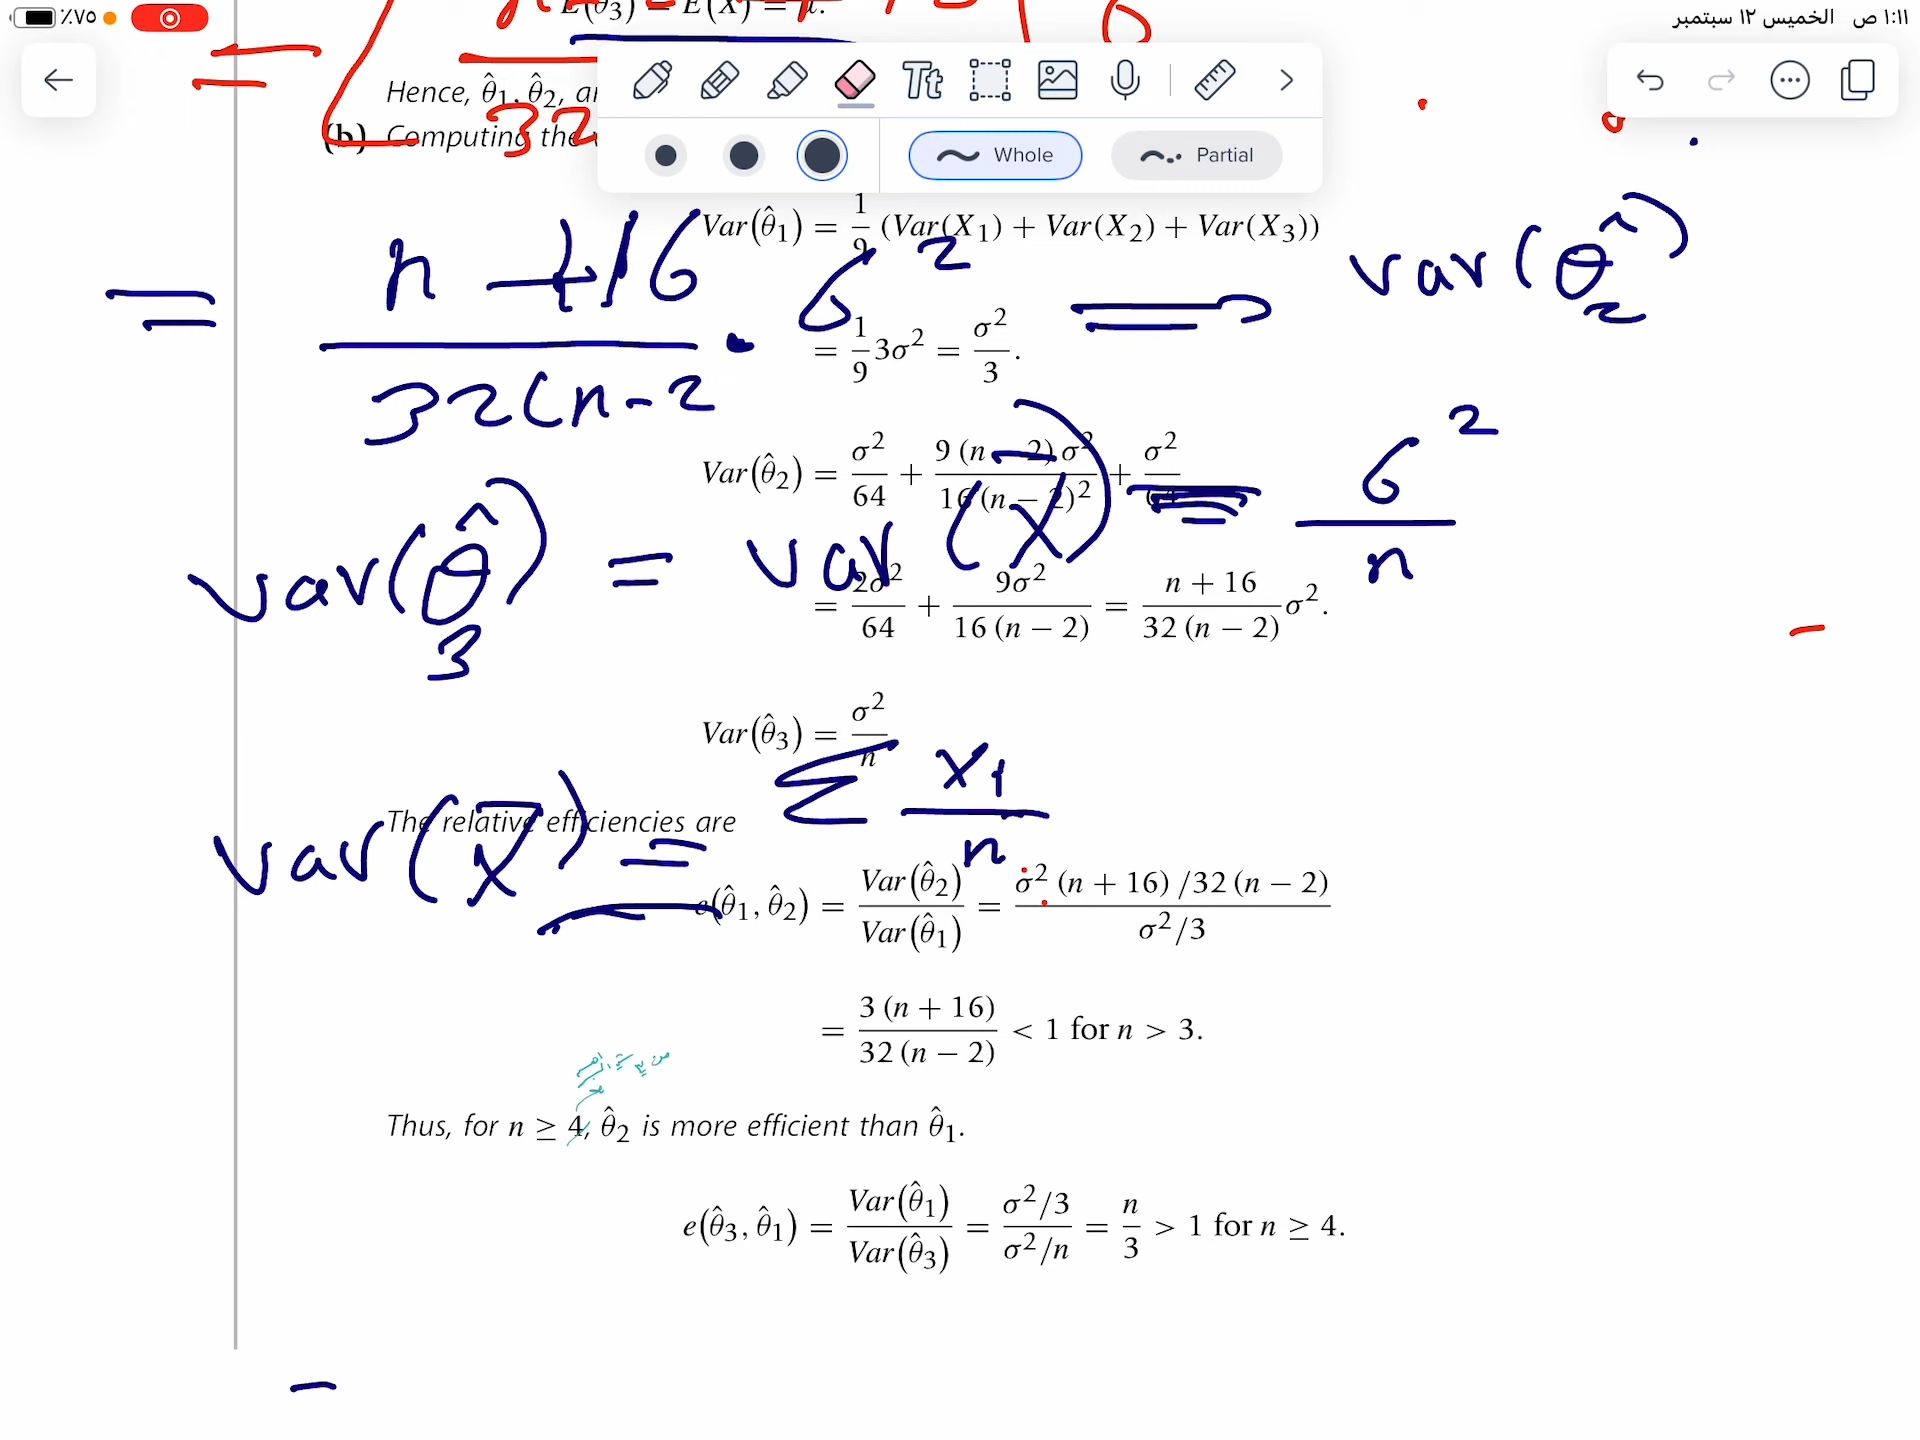 ٪٧٥
١:١١ ص الخميس ١٢ سبتمبر
E(θ̂3) = E(X̄) = μ.
Hence, θ̂1, θ̂2,
32
(b) Computing the
Tt
Whole
Partial
Var(θ̂1) = 1/9 (Var(X1) + Var(X2) + Var(X3))
= n + 16 / 32(n-2 · σ² ⟹ var(θ̂2)
= 1/9 3σ² = σ²/3.
Var(θ̂2) = σ²/64 + 9 (n − 2) σ² / 16 (n − 2)² + σ²/64
var(θ̂3) = var(X̄) = σ²/n
= 2σ²/64 + 9σ² / 16 (n − 2) = n + 16 / 32 (n − 2) σ².
Var(θ̂3) = σ²/n
var(X̄) = Σ x1/n
The relative efficiencies are
e(θ̂1, θ̂2) = Var(θ̂2) / Var(θ̂1) = σ² (n + 16) /32 (n − 2) / σ²/3
= 3 (n + 16) / 32 (n − 2) < 1 for n > 3.
Thus, for n ≥ 4, θ̂2 is more efficient than θ̂1.
e(θ̂3, θ̂1) = Var(θ̂1) / Var(θ̂3) = σ²/3 / σ²/n = n/3 > 1 for n ≥ 4.